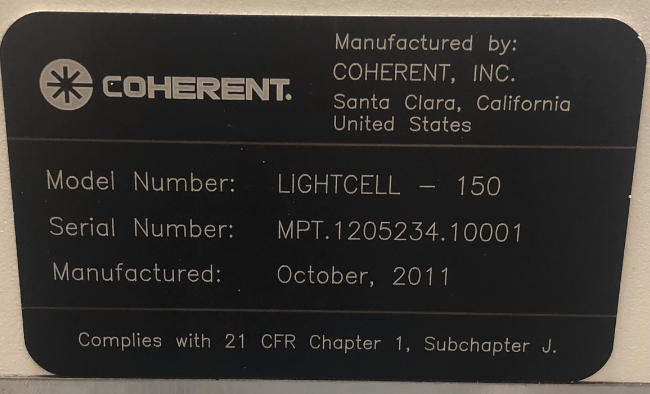 COHERENT.
Manufactured by:
COHERENT, INC.
Santa Clara, California
United States
Model Number: LIGHTCELL - 150
Serial Number: MPT.1205234.10001
Manufactured: October, 2011
Complies with 21 CFR Chapter 1, Subchapter J.